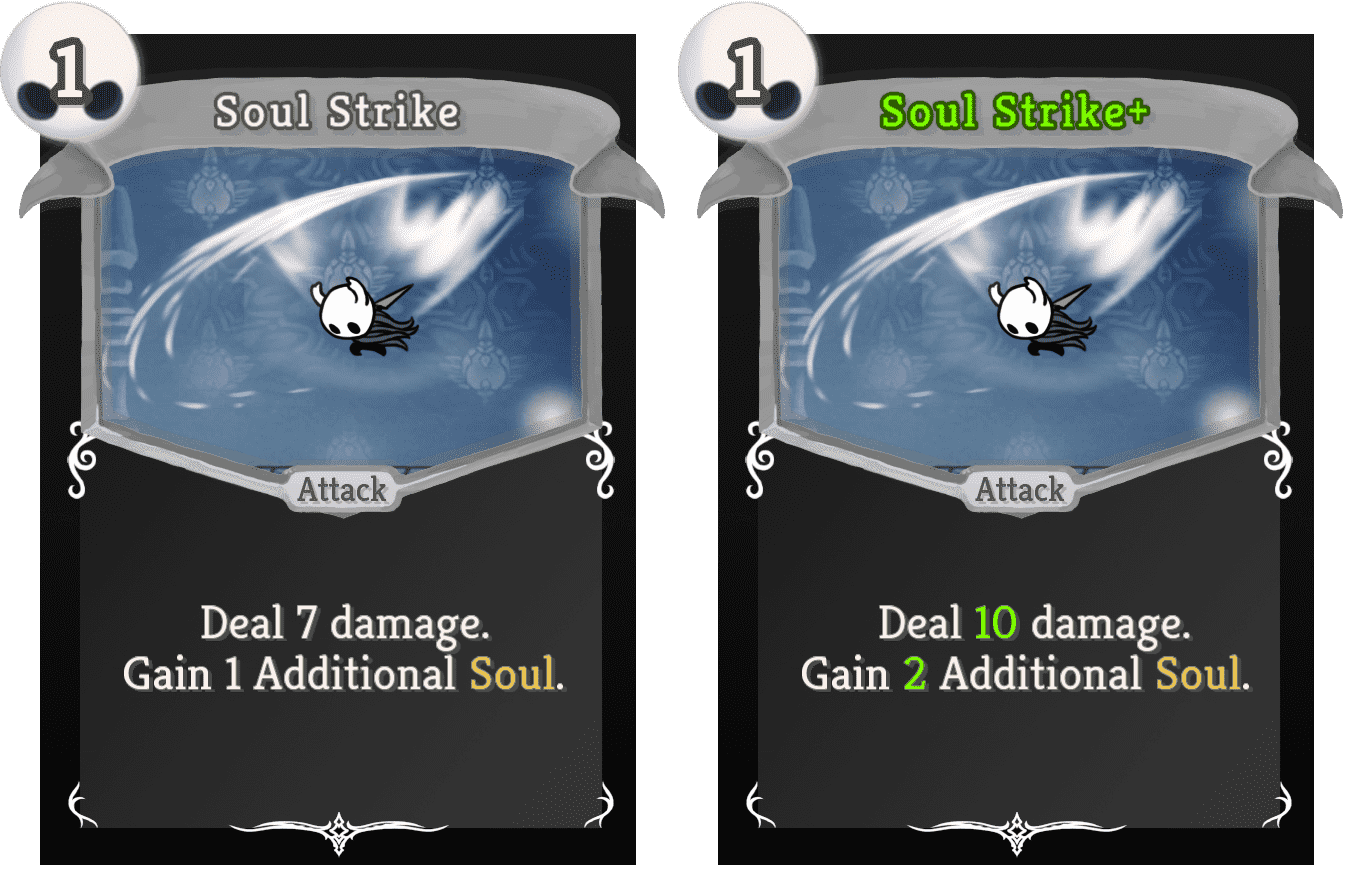 1
Soul Strike
Attack
Deal 7 damage.
Gain 1 Additional Soul.
1
Soul Strike+
Attack
Deal 10 damage.
Gain 2 Additional Soul.